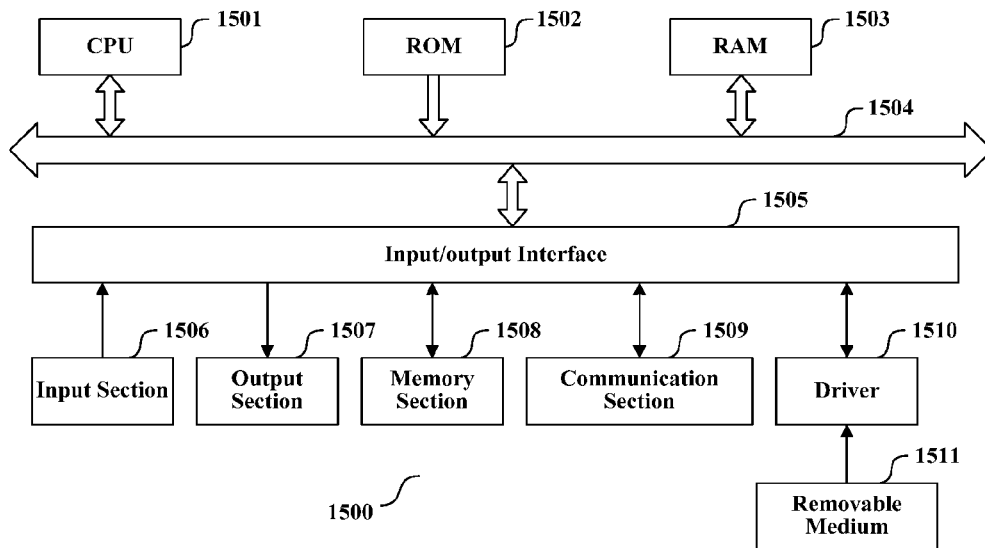 1501
1502
1503
CPU
ROM
RAM
1504
1505
Input/output Interface
1506
1507
1508
1509
1510
Input Section
Output
Section
Memory
Section
Communication
Section
Driver
1511
1500
Removable
Medium